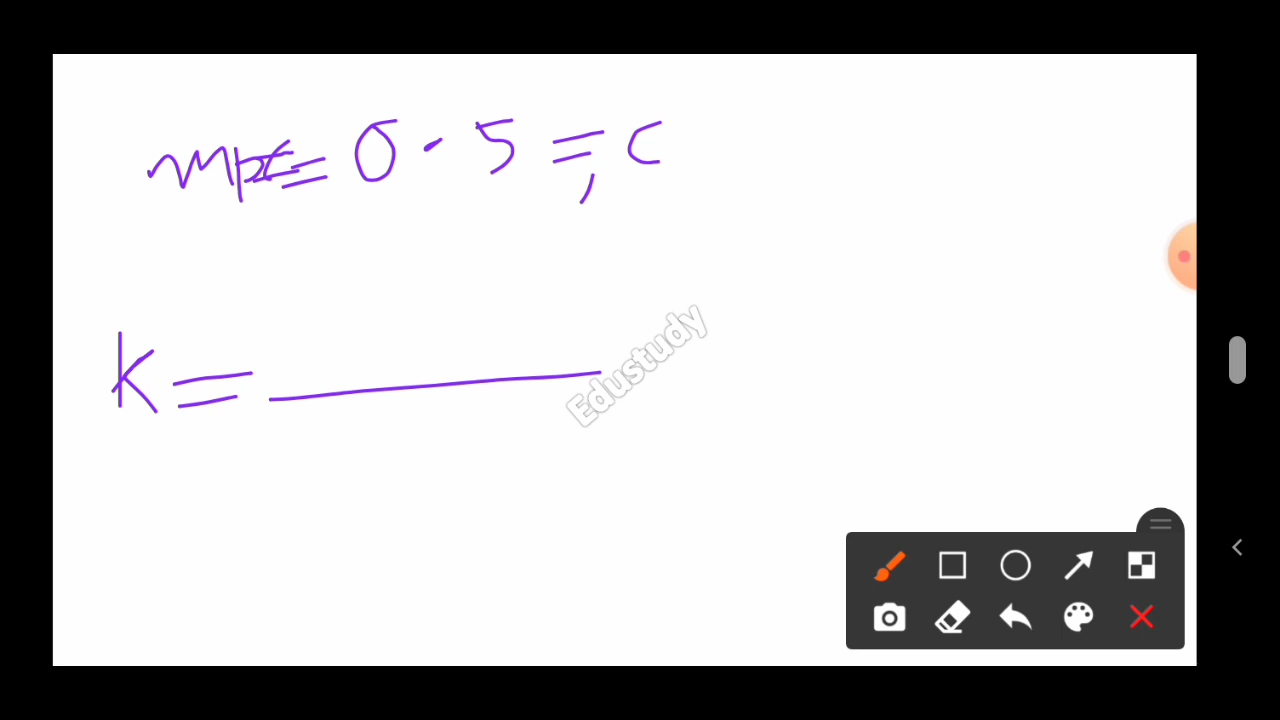 mpc = 0.5 = c
k =
Edustudy